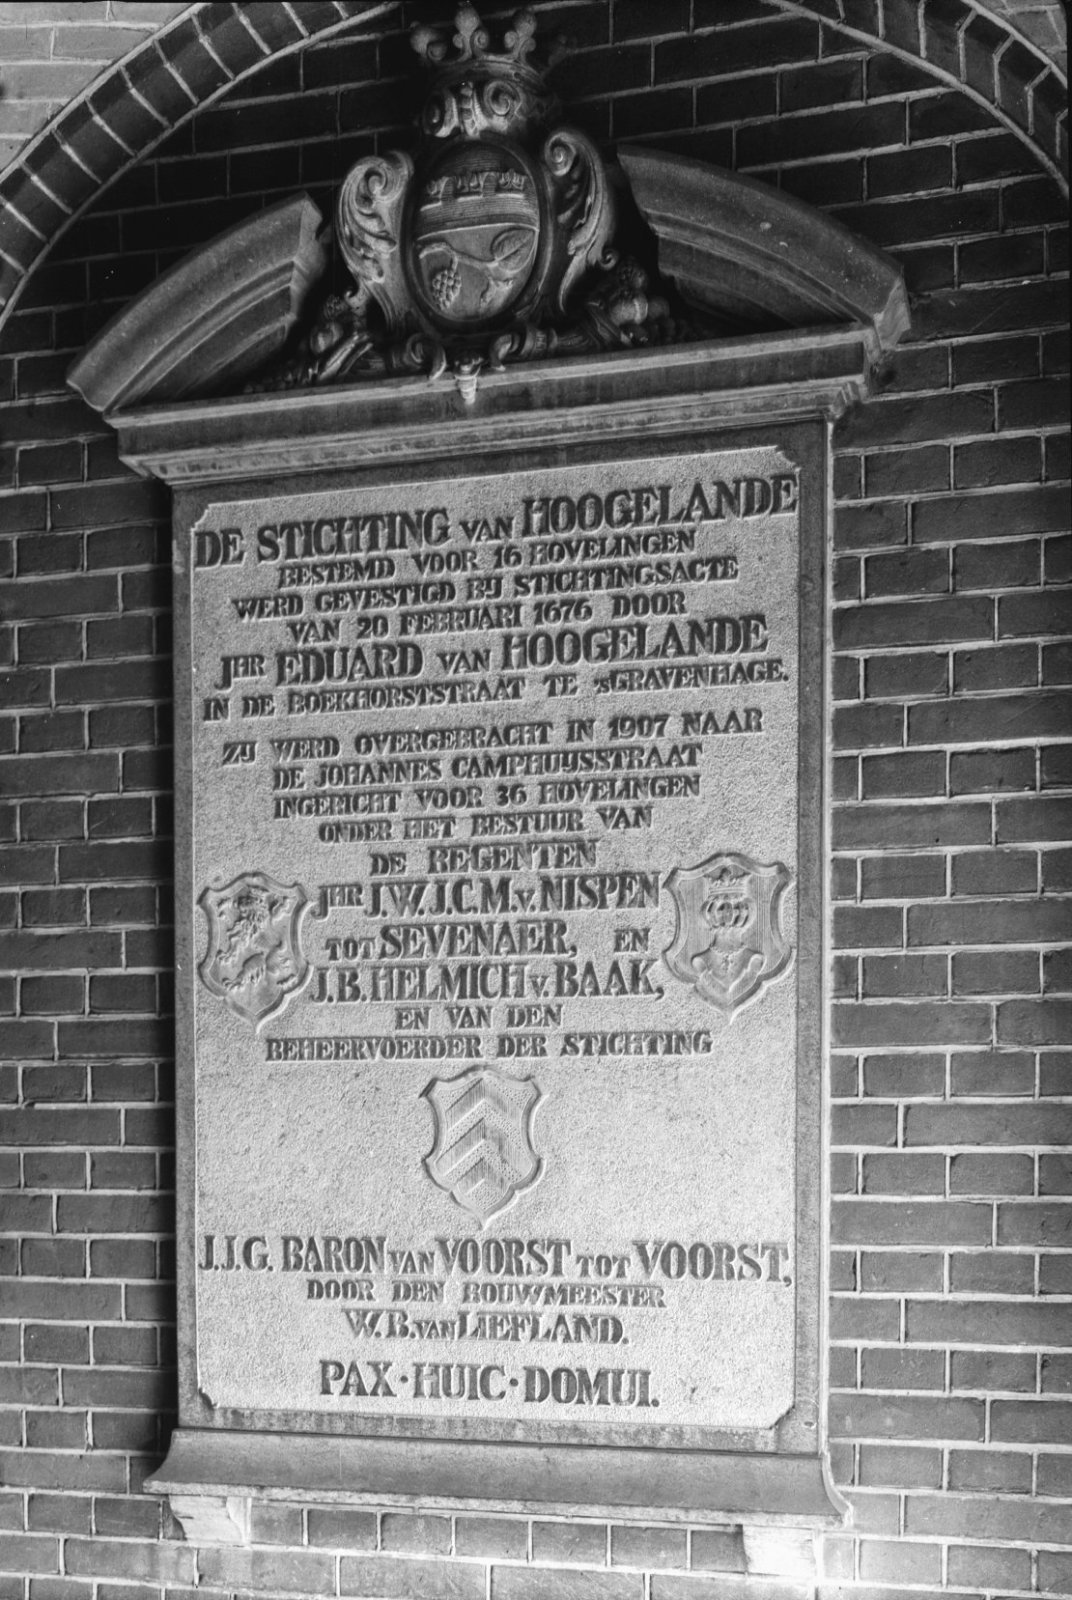 DE STICHTING VAN HOOGELANDE
BESTEMD VOOR 16 HOVELINGEN
WERD GEVESTIGD BIJ STICHTINGSACTE
VAN 20 FEBRUARI 1676 DOOR
JHR EDUARD VAN HOOGELANDE
IN DE BOEKHORSTSTRAAT TE 'SGRAVENHAGE.
ZIJ WERD OVERGEBRACHT IN 1907 NAAR
DE JOHANNES CAMPHUIJSSTRAAT
INGERICHT VOOR 36 HOVELINGEN
ONDER HET BESTUUR VAN
DE REGENTEN
JHR J.W.J.C.M.V.NISPEN
TOT SEVENAER, EN
J.B.HELMICH V.BAAK,
EN VAN DEN
BEHEERVOERDER DER STICHTING
J.J.G.BARON VAN VOORST TOT VOORST,
DOOR DEN BOUWMEESTER
W.B.VAN LIEFLAND.
PAX·HUIC·DOMUI.